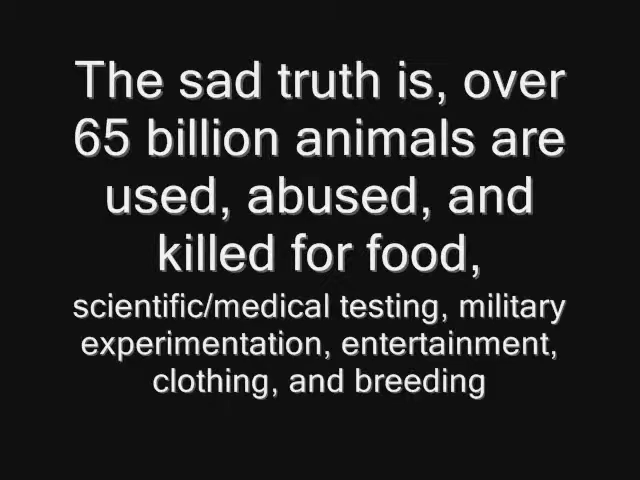 The sad truth is, over
65 billion animals are
used, abused, and
killed for food,
scientific/medical testing, military
experimentation, entertainment,
clothing, and breeding